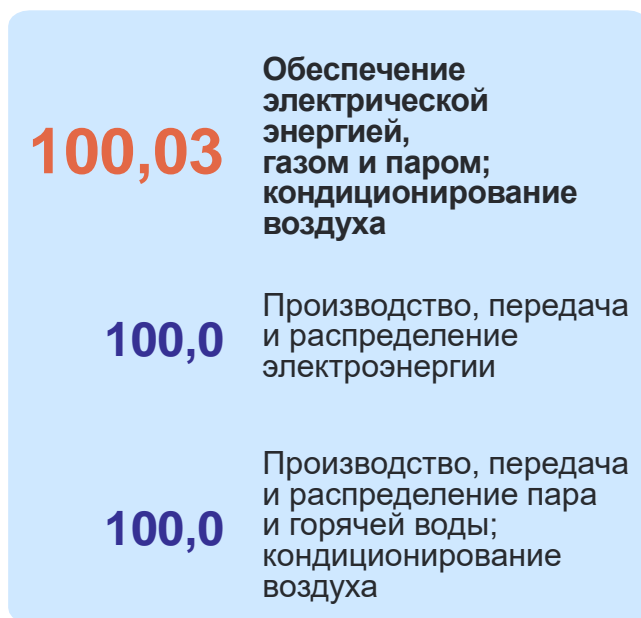 100,03
Обеспечение
электрической
энергией,
газом и паром;
кондиционирование
воздуха
100,0
Производство, передача
и распределение
электроэнергии
100,0
Производство, передача
и распределение пара
и горячей воды;
кондиционирование
воздуха